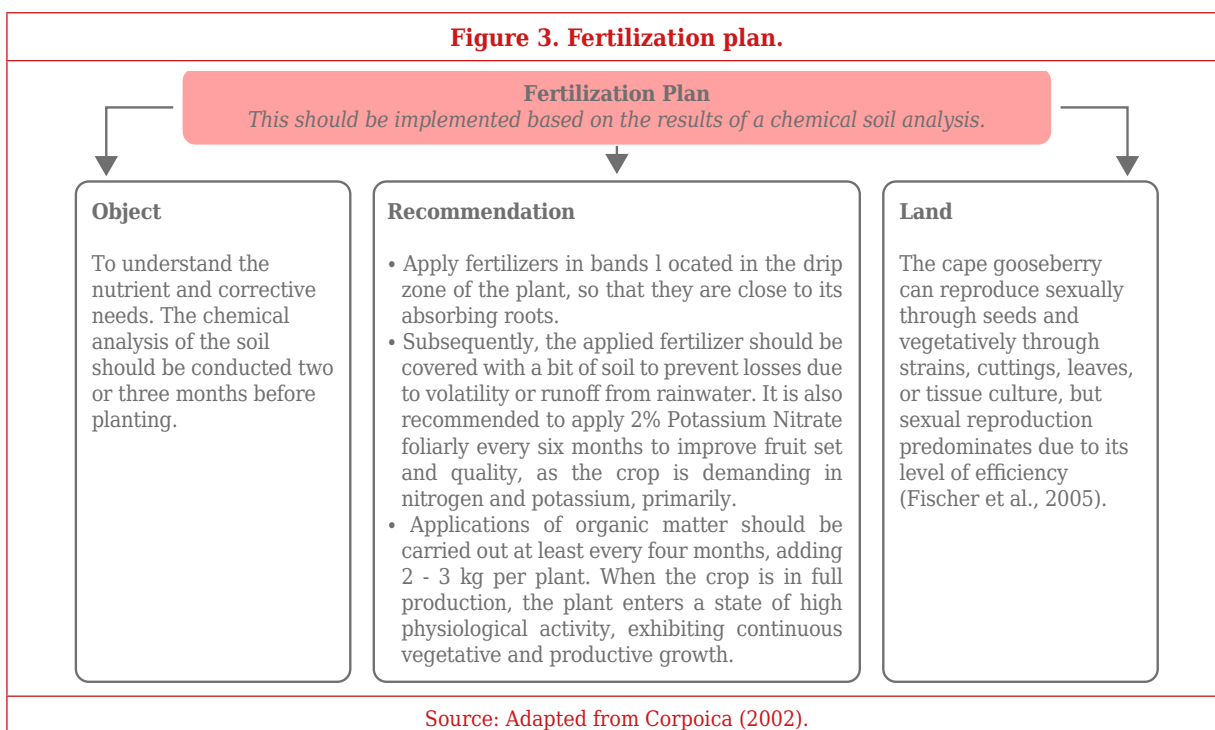 Figure 3. Fertilization plan.
Fertilization Plan
This should be implemented based on the results of a chemical soil analysis.
Object
To understand the
nutrient and corrective
needs. The chemical
analysis of the soil
should be conducted two
or three months before
planting.
Recommendation
• Apply fertilizers in bands l ocated in the drip
zone of the plant, so that they are close to its
absorbing roots.
• Subsequently, the applied fertilizer should be
covered with a bit of soil to prevent losses due
to volatility or runoff from rainwater. It is also
recommended to apply 2% Potassium Nitrate
foliarly every six months to improve fruit set
and quality, as the crop is demanding in
nitrogen and potassium, primarily.
• Applications of organic matter should be
carried out at least every four months, adding
2 - 3 kg per plant. When the crop is in full
production, the plant enters a state of high
physiological activity, exhibiting continuous
vegetative and productive growth.
Land
The cape gooseberry
can reproduce sexually
through seeds and
vegetatively through
strains, cuttings, leaves,
or tissue culture, but
sexual reproduction
predominates due to its
level of efficiency
(Fischer et al., 2005).
Source: Adapted from Corpoica (2002).